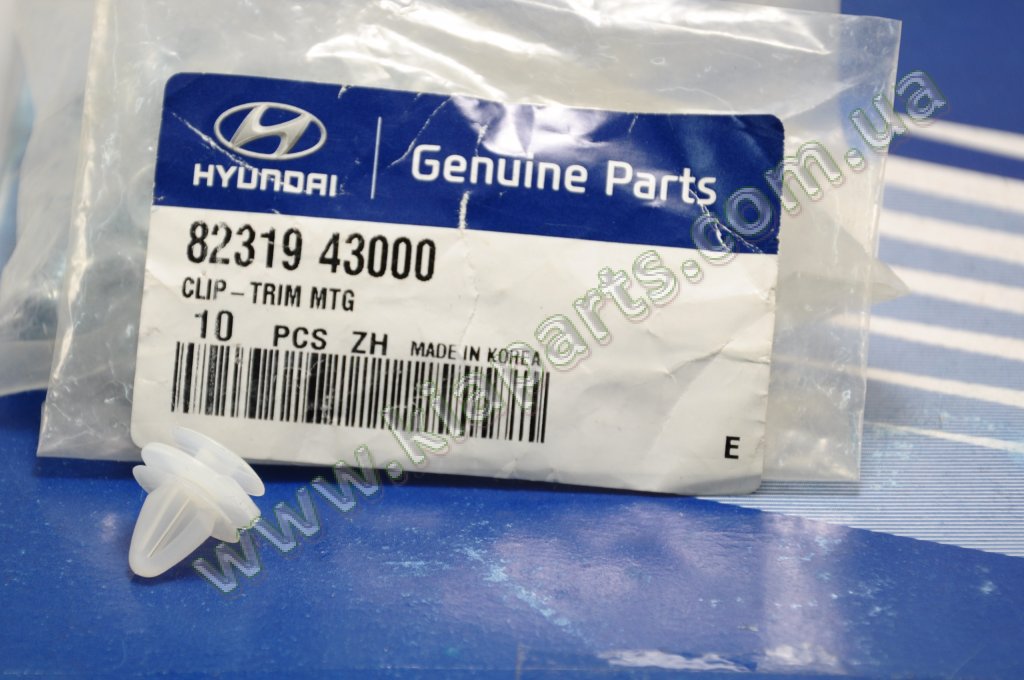 HYUNDAI
Genuine Parts
82319 43000
CLIP-TRIM MTG
10 PCS ZH MADE IN KOREA
E
www.kiaparts.com.ua